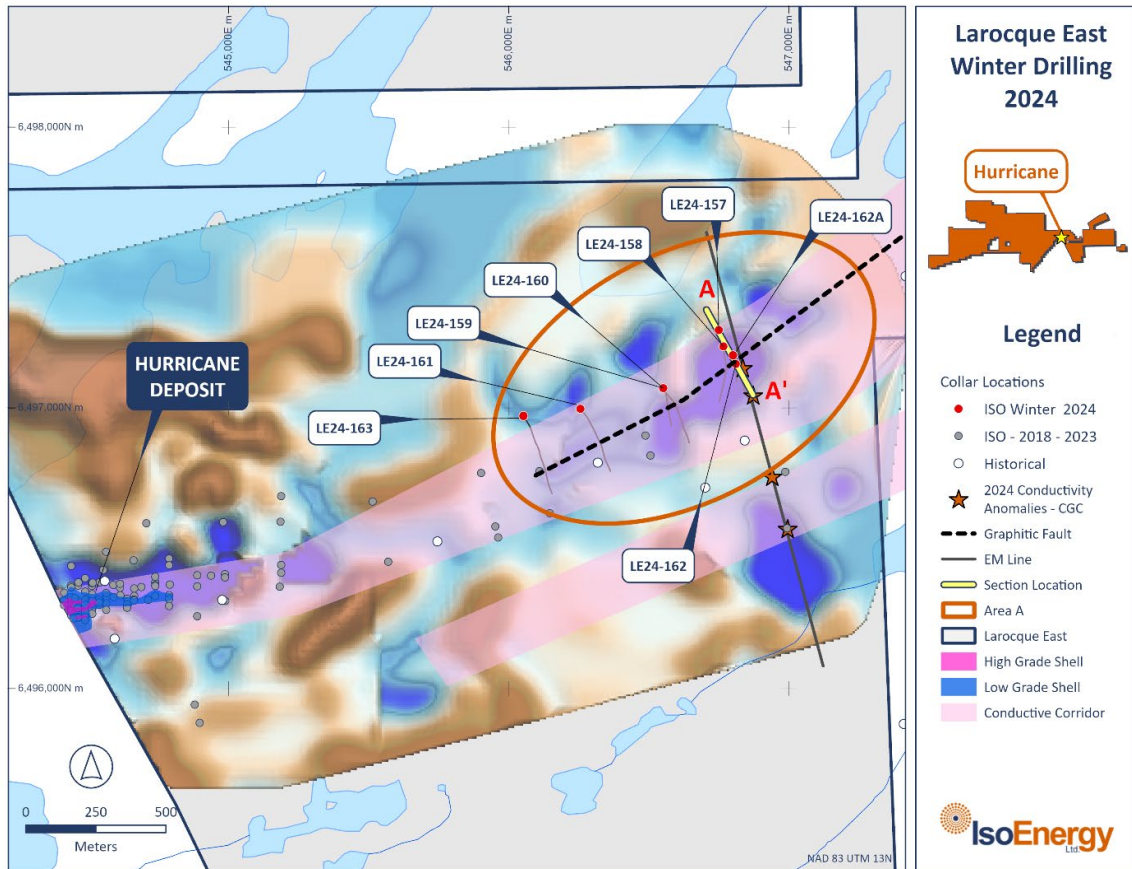 545,000E m
546,000E m
547,000E m
6,498,000N m
LE24-157
LE24-162A
LE24-158
LE24-160
A
LE24-159
HURRICANE
DEPOSIT
LE24-161
6,497,000N m
A'
LE24-163
LE24-162
6,496,000N m
0 250 500
Meters
NAD 83 UTM 13N
Larocque East
Winter Drilling
2024
Hurricane
Legend
Collar Locations
ISO Winter 2024
ISO - 2018 - 2023
Historical
2024 Conductivity
Anomalies - CGC
Graphitic Fault
EM Line
Section Location
Area A
Larocque East
High Grade Shell
Low Grade Shell
Conductive Corridor
IsoEnergy
Ltd.